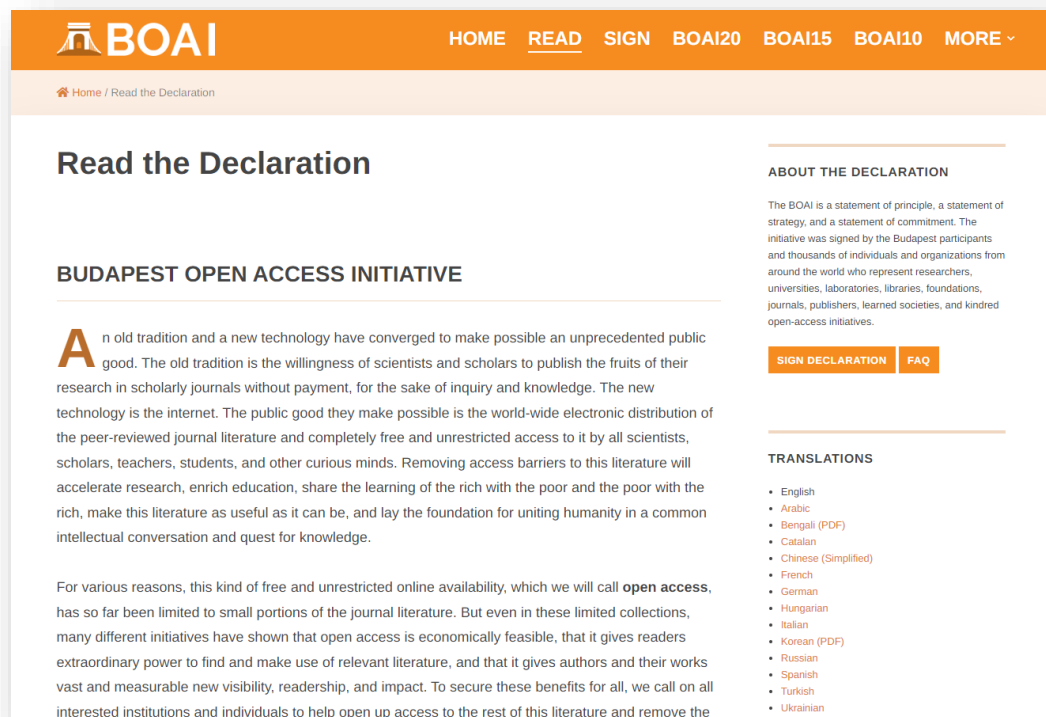 BOAI
HOME READ SIGN BOAI20 BOAI15 BOAI10 MORE
Home / Read the Declaration
Read the Declaration
BUDAPEST OPEN ACCESS INITIATIVE
An old tradition and a new technology have converged to make possible an unprecedented public
good. The old tradition is the willingness of scientists and scholars to publish the fruits of their
research in scholarly journals without payment, for the sake of inquiry and knowledge. The new
technology is the internet. The public good they make possible is the world-wide electronic distribution of
the peer-reviewed journal literature and completely free and unrestricted access to it by all scientists,
scholars, teachers, students, and other curious minds. Removing access barriers to this literature will
accelerate research, enrich education, share the learning of the rich with the poor and the poor with the
rich, make this literature as useful as it can be, and lay the foundation for uniting humanity in a common
intellectual conversation and quest for knowledge.
For various reasons, this kind of free and unrestricted online availability, which we will call open access,
has so far been limited to small portions of the journal literature. But even in these limited collections,
many different initiatives have shown that open access is economically feasible, that it gives readers
extraordinary power to find and make use of relevant literature, and that it gives authors and their works
vast and measurable new visibility, readership, and impact. To secure these benefits for all, we call on all
interested institutions and individuals to help open up access to the rest of this literature and remove the
ABOUT THE DECLARATION
The BOAI is a statement of principle, a statement of
strategy, and a statement of commitment. The
initiative was signed by the Budapest participants
and thousands of individuals and organizations from
around the world who represent researchers,
universities, laboratories, libraries, foundations,
journals, publishers, learned societies, and kindred
open-access initiatives.
SIGN DECLARATION FAQ
TRANSLATIONS
English
Arabic
Bengali (PDF)
Catalan
Chinese (Simplified)
French
German
Hungarian
Italian
Korean (PDF)
Russian
Spanish
Turkish
Ukrainian